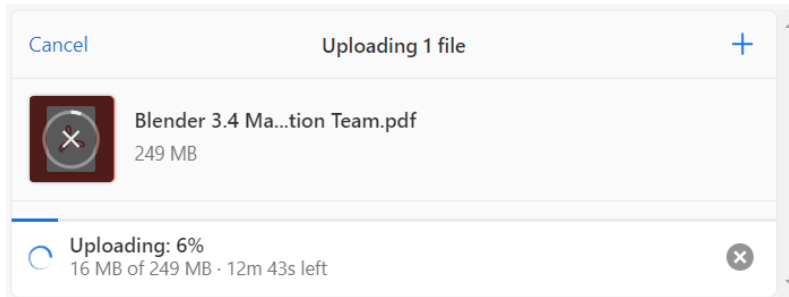 Cancel
Uploading 1 file
Blender 3.4 Ma...tion Team.pdf
249 MB
Uploading: 6%
16 MB of 249 MB · 12m 43s left